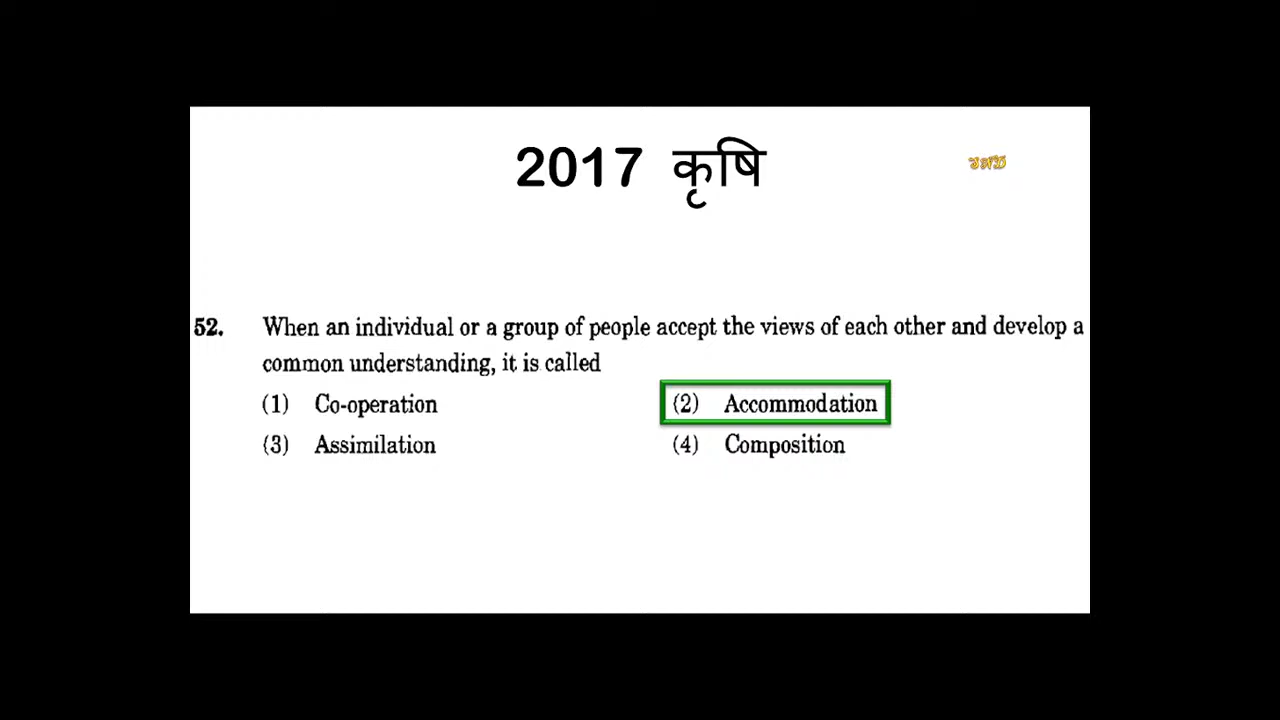 2017 कृषि
52. When an individual or a group of people accept the views of each other and develop a
common understanding, it is called
(1) Co-operation (2) Accommodation
(3) Assimilation (4) Composition